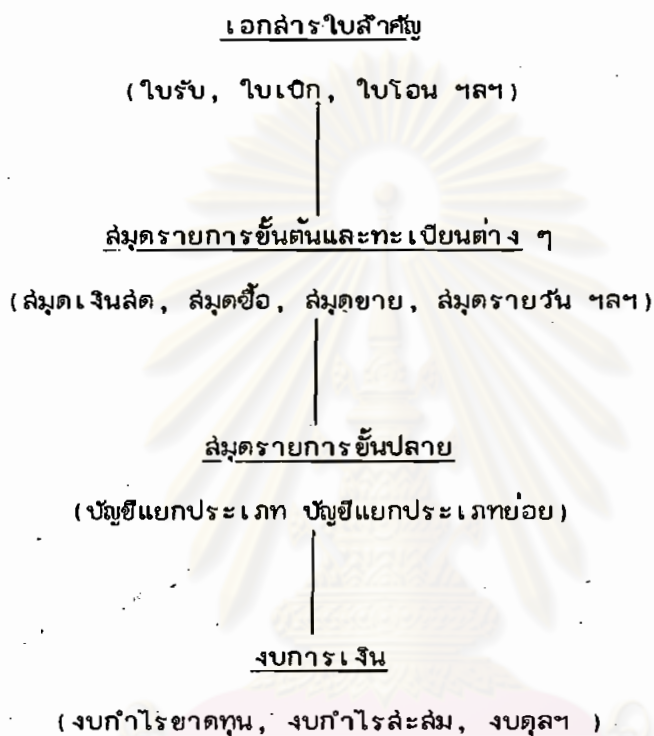 เอกสารใบสำคัญ
(ใบรับ, ใบเบิก, ใบโอน ฯลฯ)
สมุดรายการขั้นต้นและทะเบียนต่าง ๆ
(สมุดเงินสด, สมุดซื้อ, สมุดขาย, สมุดรายวัน ฯลฯ)
สมุดรายการขั้นปลาย
(บัญชีแยกประเภท บัญชีแยกประเภทย่อย)
งบการเงิน
(งบกำไรขาดทุน, งบกำไรสะสม, งบดุลฯ )